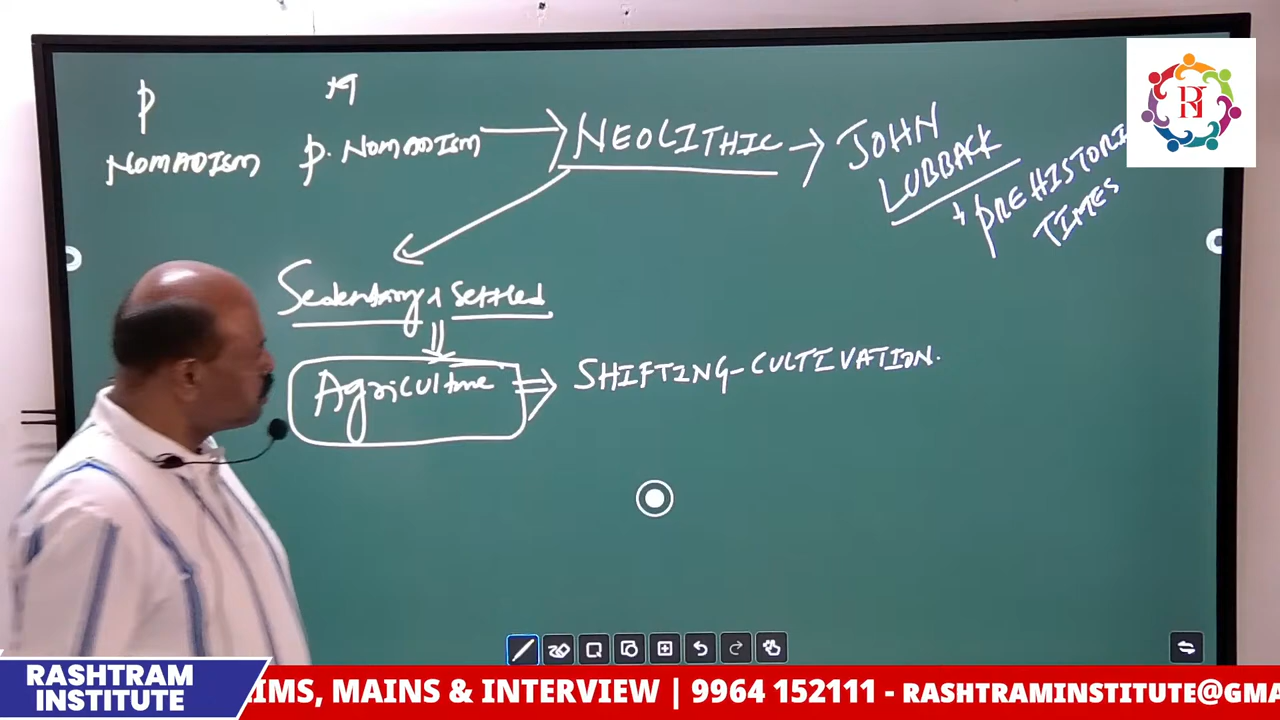 P
M
NOMADISM
P. NOMADISM
NEOLITHIC
JOHN
LUBBACK
PREHISTORI
TIMES
Sedentary & Settled
Agriculture
SHIFTING-CULTIVATION.
RASHTRAM
INSTITUTE
IMS, MAINS & INTERVIEW | 9964 152111 - RASHTRAMINSTITUTE@GMA